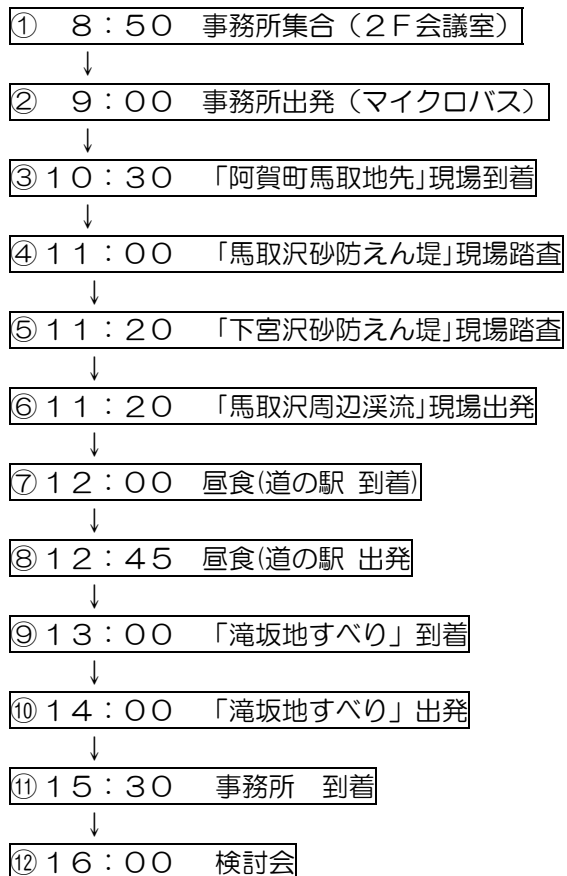 ①　８：５０　事務所集合（２Ｆ会議室）
↓
②　９：００　事務所出発（マイクロバス）
↓
③１０：３０　「阿賀町馬取地先」現場到着
↓
④１１：００　「馬取沢砂防えん堤」現場踏査
↓
⑤１１：２０　「下宮沢砂防えん堤」現場踏査
↓
⑥１１：２０　「馬取沢周辺渓流」現場出発
↓
⑦１２：００　昼食(道の駅 到着)
↓
⑧１２：４５　昼食(道の駅 出発
↓
⑨１３：００　「滝坂地すべり」到着
↓
⑩１４：００　「滝坂地すべり」出発
↓
⑪１５：３０　事務所　到着
↓
⑫１６：００　検討会